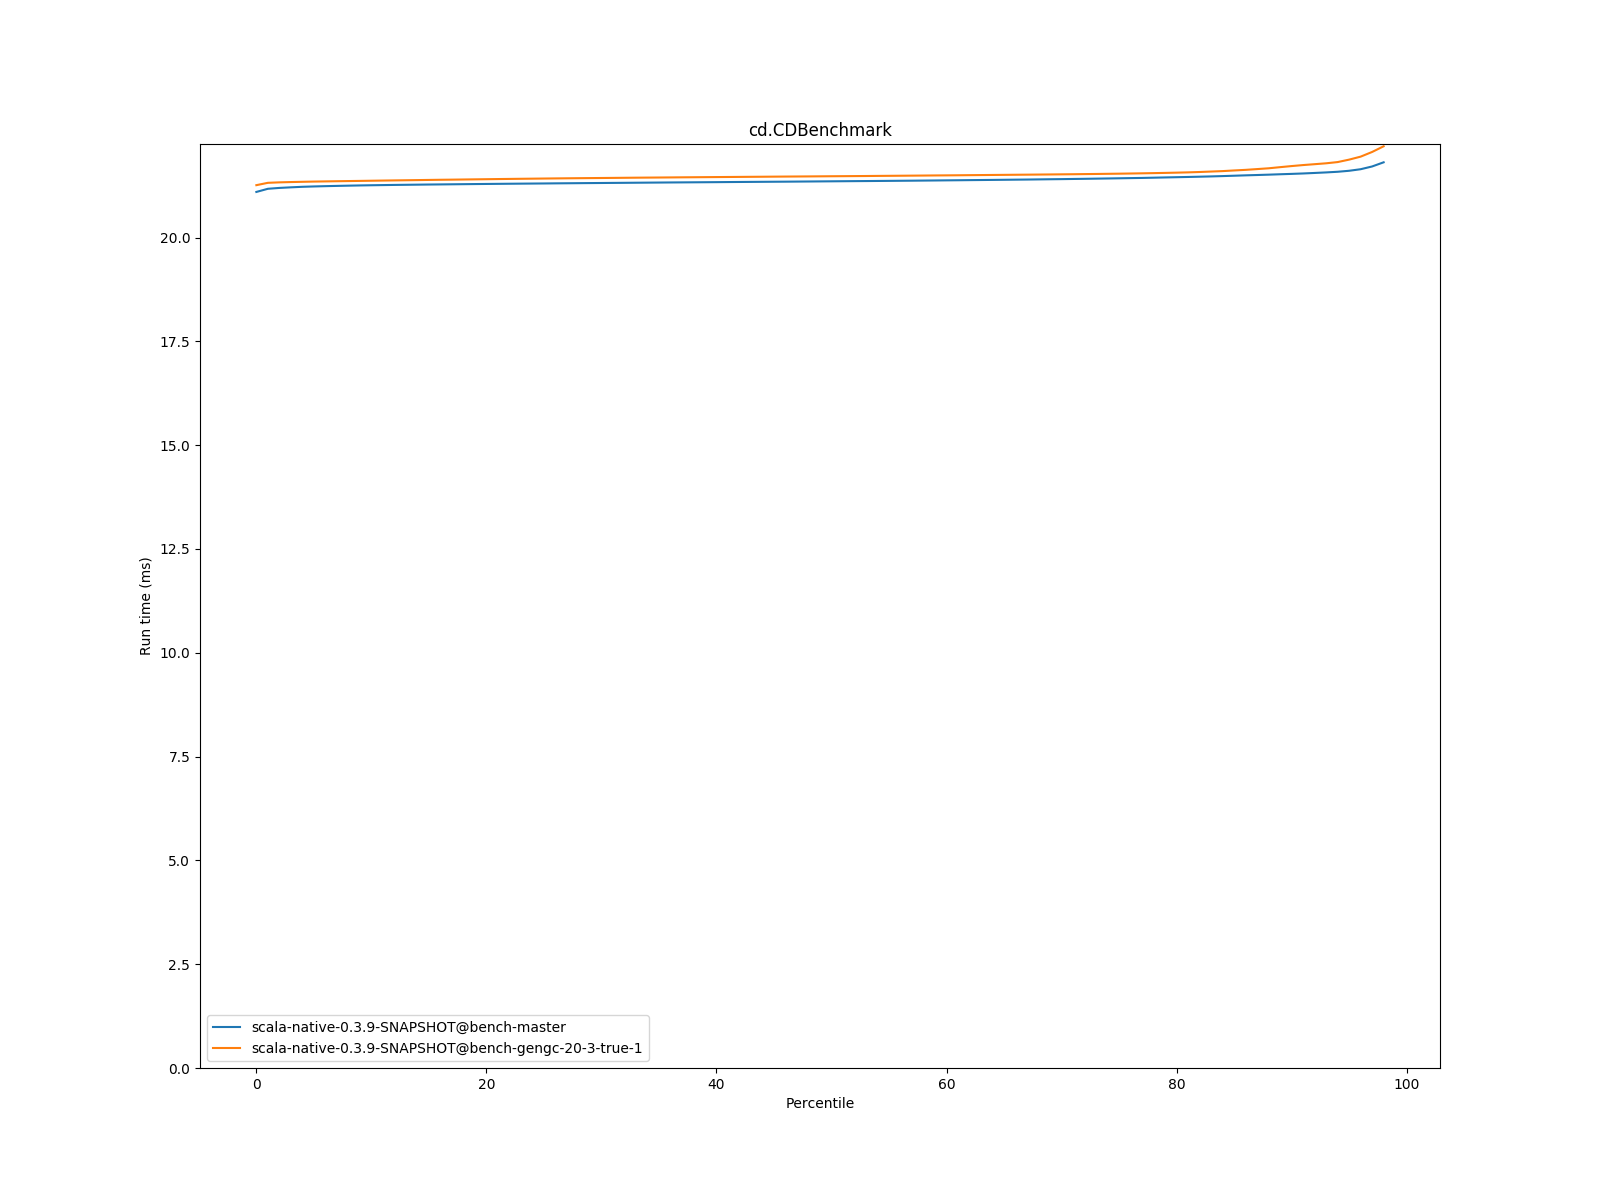 cd.CDBenchmark
Run time (ms)
20.0
17.5
15.0
12.5
10.0
7.5
5.0
2.5
0.0
scala-native-0.3.9-SNAPSHOT@bench-master
scala-native-0.3.9-SNAPSHOT@bench-gengc-20-3-true-1
0 20 40 60 80 100
Percentile